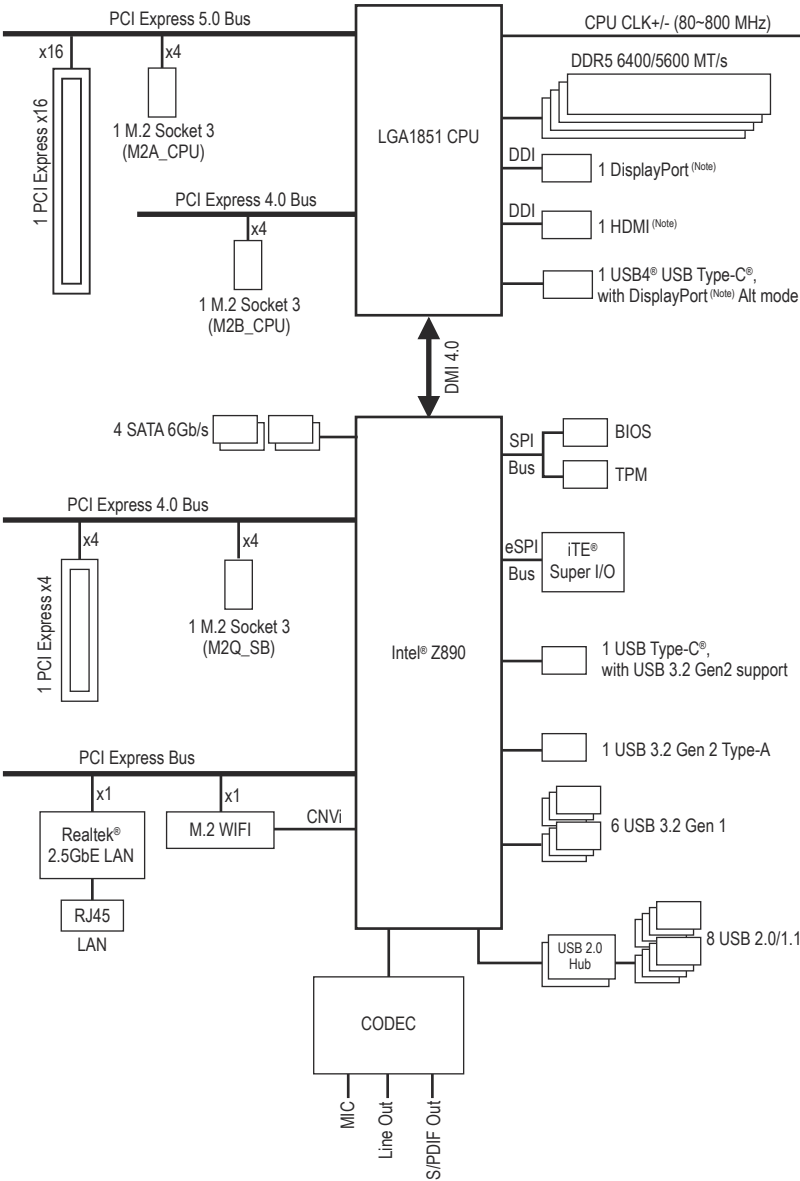 PCI Express 5.0 Bus
CPU CLK+/- (80~800 MHz)
x16
x4
DDR5 6400/5600 MT/s
1 PCI Express x16
1 M.2 Socket 3
(M2A_CPU)
LGA1851 CPU
DDI
1 DisplayPort (Note)
PCI Express 4.0 Bus
DDI
x4
1 HDMI (Note)
1 M.2 Socket 3
(M2B_CPU)
1 USB4® USB Type-C®,
with DisplayPort (Note) Alt mode
DMI 4.0
4 SATA 6Gb/s
SPI
Bus
BIOS
TPM
PCI Express 4.0 Bus
x4
x4
eSPI
Bus
iTE®
Super I/O
1 PCI Express x4
1 M.2 Socket 3
(M2Q_SB)
Intel® Z890
1 USB Type-C®,
with USB 3.2 Gen2 support
PCI Express Bus
1 USB 3.2 Gen 2 Type-A
x1
x1
Realtek®
2.5GbE LAN
M.2 WIFI
CNVi
6 USB 3.2 Gen 1
RJ45
LAN
USB 2.0
Hub
8 USB 2.0/1.1
CODEC
MIC
Line Out
S/PDIF Out